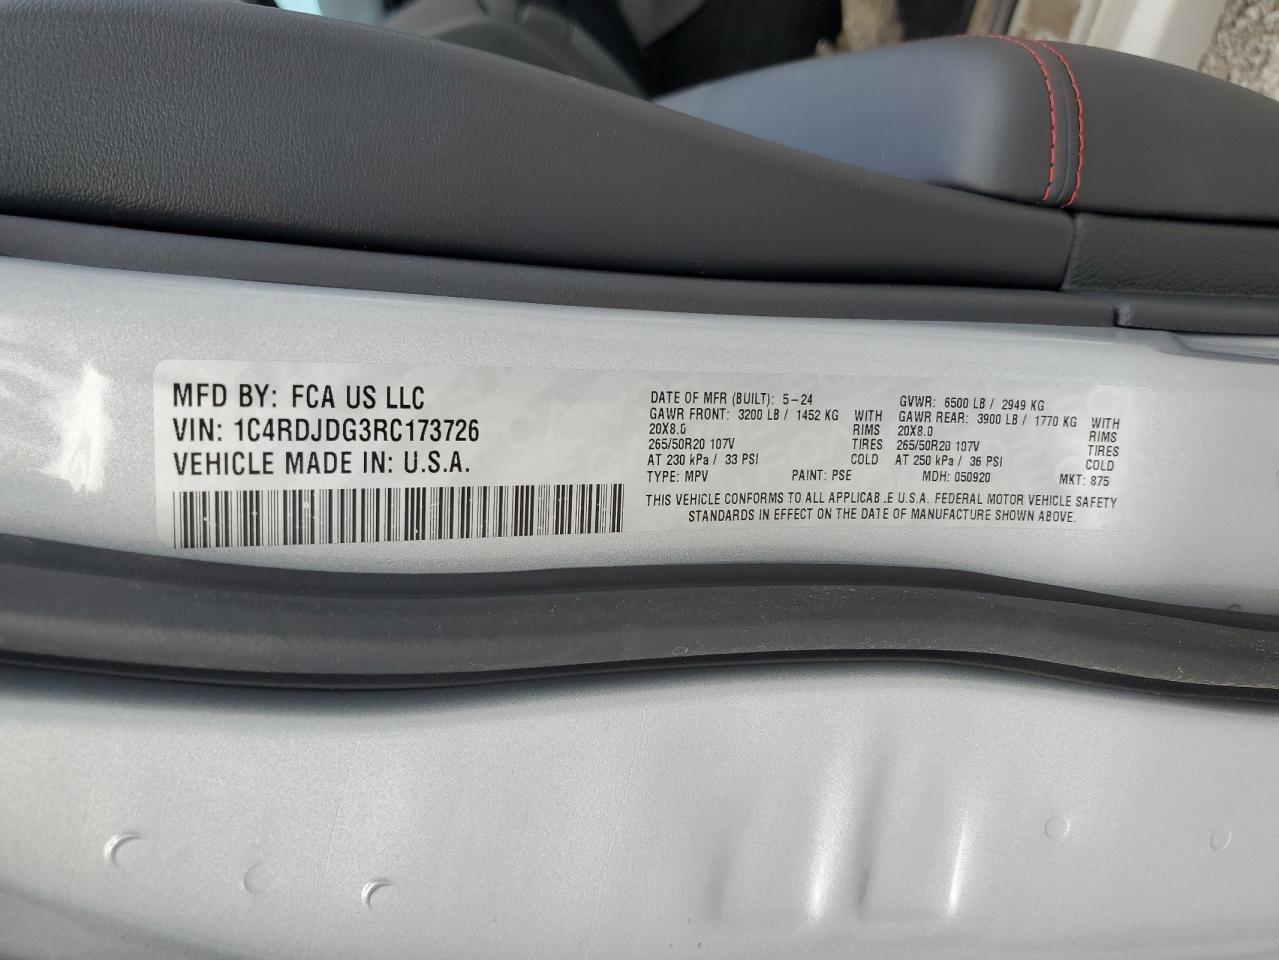 MFD BY: FCA US LLC
VIN: 1C4RDJDG3RC173726
VEHICLE MADE IN: U.S.A.
DATE OF MFR (BUILT): 5-24 GVWR: 6500 LB / 2949 KG
GAWR FRONT: 3200 LB / 1452 KG WITH GAWR REAR: 3900 LB / 1770 KG WITH
20X8.0 RIMS 20X8.0 RIMS
265/50R20 107V TIRES 265/50R20 107V TIRES
AT 230 kPa / 33 PSI COLD AT 250 kPa / 36 PSI COLD
TYPE: MPV PAINT: PSE MDH: 050920 MKT: 875
THIS VEHICLE CONFORMS TO ALL APPLICAB.E U.S.A. FEDERAL MOTOR VEHICLE SAFETY
STANDARDS IN EFFECT ON THE DATE OF MANUFACTURE SHOWN ABOVE.